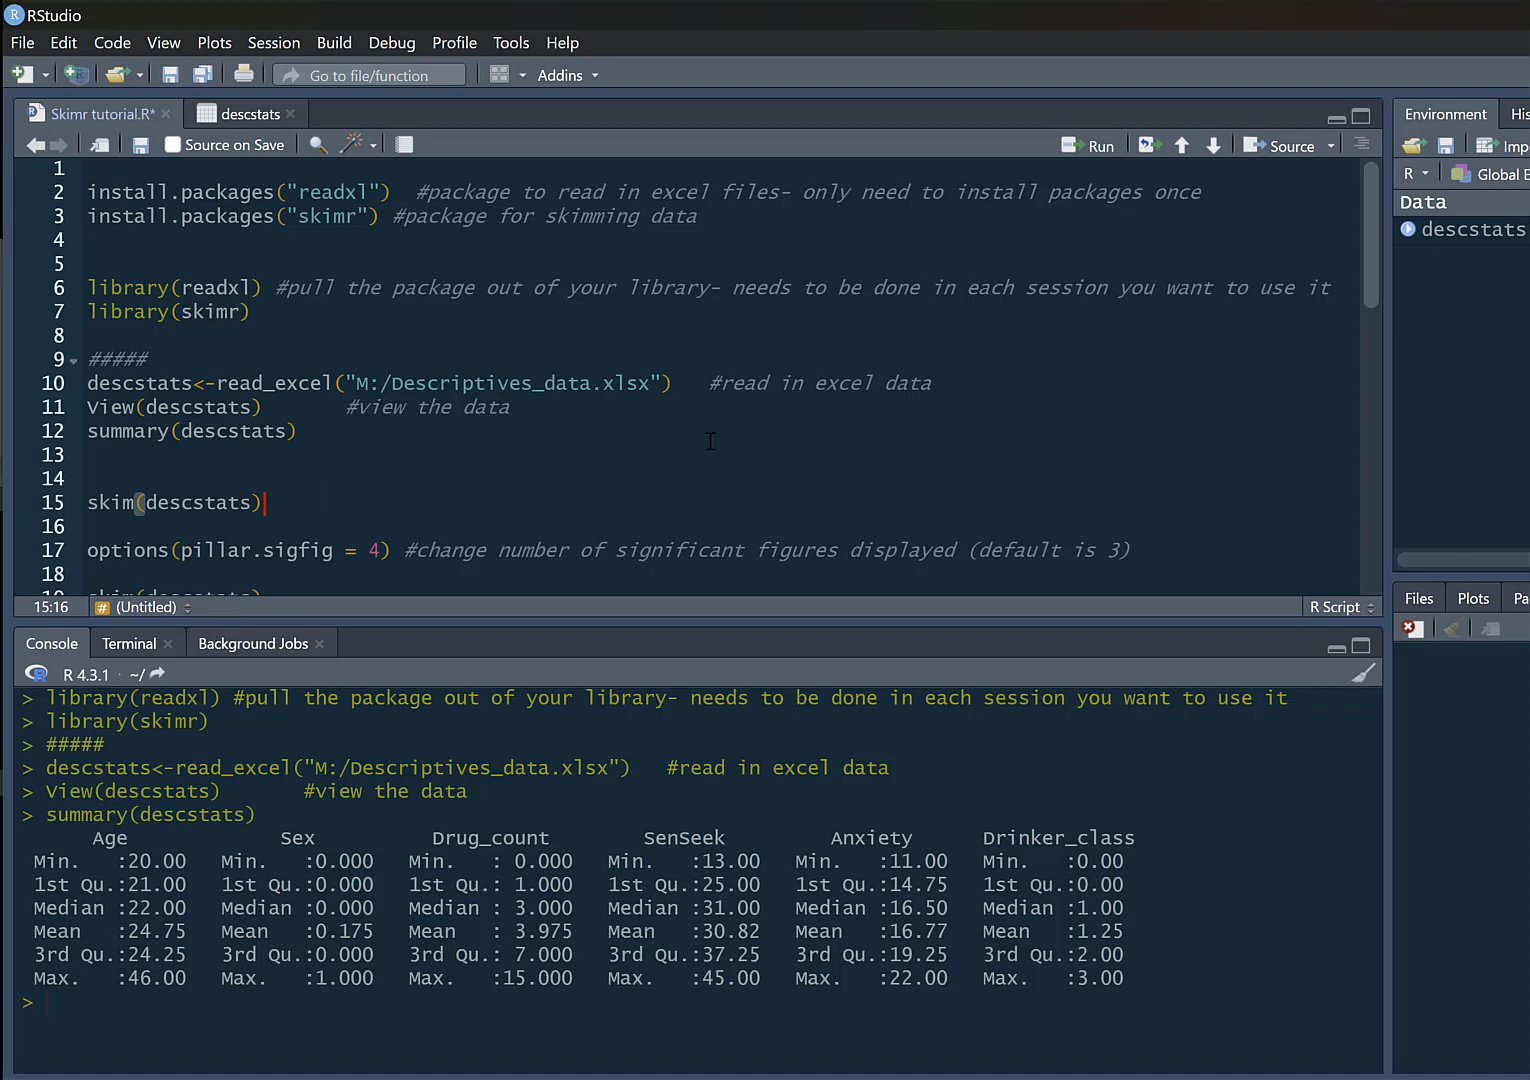 RStudio
File Edit Code View Plots Session Build Debug Profile Tools Help
Go to file/function Addins
Skimr tutorial.R* descstats
Source on Save Run Source
1
2 install.packages("readxl") #package to read in excel files- only need to install packages once
3 install.packages("skimr") #package for skimming data
4
5
6 library(readxl) #pull the package out of your library- needs to be done in each session you want to use it
7 library(skimr)
8
9 #####
10 descstats<-read_excel("M:/Descriptives_data.xlsx") #read in excel data
11 View(descstats) #view the data
12 summary(descstats)
13
14
15 skim(descstats)
16
17 options(pillar.sigfig = 4) #change number of significant figures displayed (default is 3)
18
15:16 # (Untitled) R Script
Console Terminal Background Jobs
R 4.3.1 · ~/
> library(readxl) #pull the package out of your library- needs to be done in each session you want to use it
> library(skimr)
> #####
> descstats<-read_excel("M:/Descriptives_data.xlsx") #read in excel data
> View(descstats) #view the data
> summary(descstats)
Age Sex Drug_count SenSeek Anxiety Drinker_class
Min. :20.00 Min. :0.000 Min. : 0.000 Min. :13.00 Min. :11.00 Min. :0.00
1st Qu.:21.00 1st Qu.:0.000 1st Qu.: 1.000 1st Qu.:25.00 1st Qu.:14.75 1st Qu.:0.00
Median :22.00 Median :0.000 Median : 3.000 Median :31.00 Median :16.50 Median :1.00
Mean :24.75 Mean :0.175 Mean : 3.975 Mean :30.82 Mean :16.77 Mean :1.25
3rd Qu.:24.25 3rd Qu.:0.000 3rd Qu.: 7.000 3rd Qu.:37.25 3rd Qu.:19.25 3rd Qu.:2.00
Max. :46.00 Max. :1.000 Max. :15.000 Max. :45.00 Max. :22.00 Max. :3.00
>
Environment His
Imp
R Global E
Data
descstats
Files Plots Pa